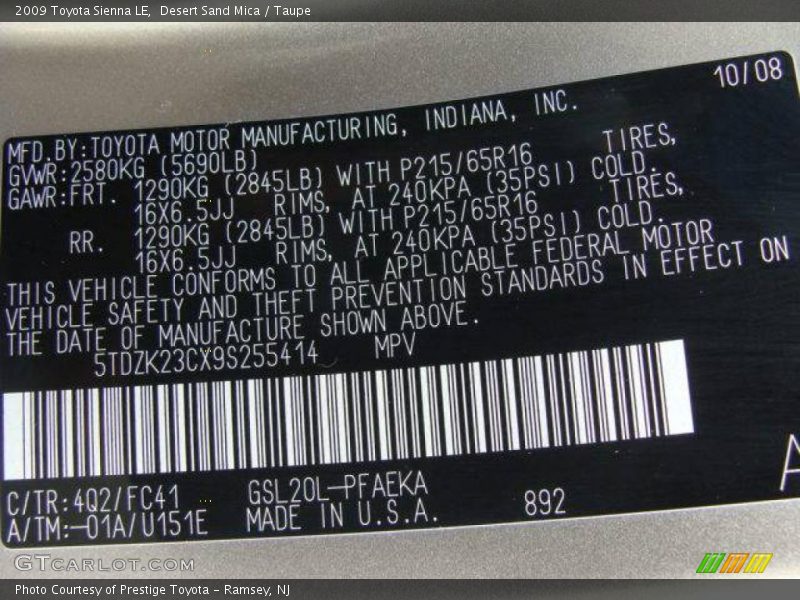 2009 Toyota Sienna LE,  Desert Sand Mica / Taupe
10/08
MFD.BY:TOYOTA MOTOR MANUFACTURING, INDIANA, INC.
GVWR:2580KG (5690LB)
GAWR:FRT. 1290KG (2845LB) WITH P215/65R16 TIRES,
16X6.5JJ RIMS, AT 240KPA (35PSI) COLD.
RR. 1290KG (2845LB) WITH P215/65R16 TIRES,
16X6.5JJ RIMS, AT 240KPA (35PSI) COLD.
THIS VEHICLE CONFORMS TO ALL APPLICABLE FEDERAL MOTOR
VEHICLE SAFETY AND THEFT PREVENTION STANDARDS IN EFFECT ON
THE DATE OF MANUFACTURE SHOWN ABOVE.
5TDZK23CX9S255414 MPV
C/TR:4Q2/FC41 GSL20L-PFAEKA
A/TM:-01A/U151E MADE IN U.S.A. 892
A
GTCARLOT.COM
Photo Courtesy of Prestige Toyota - Ramsey, NJ